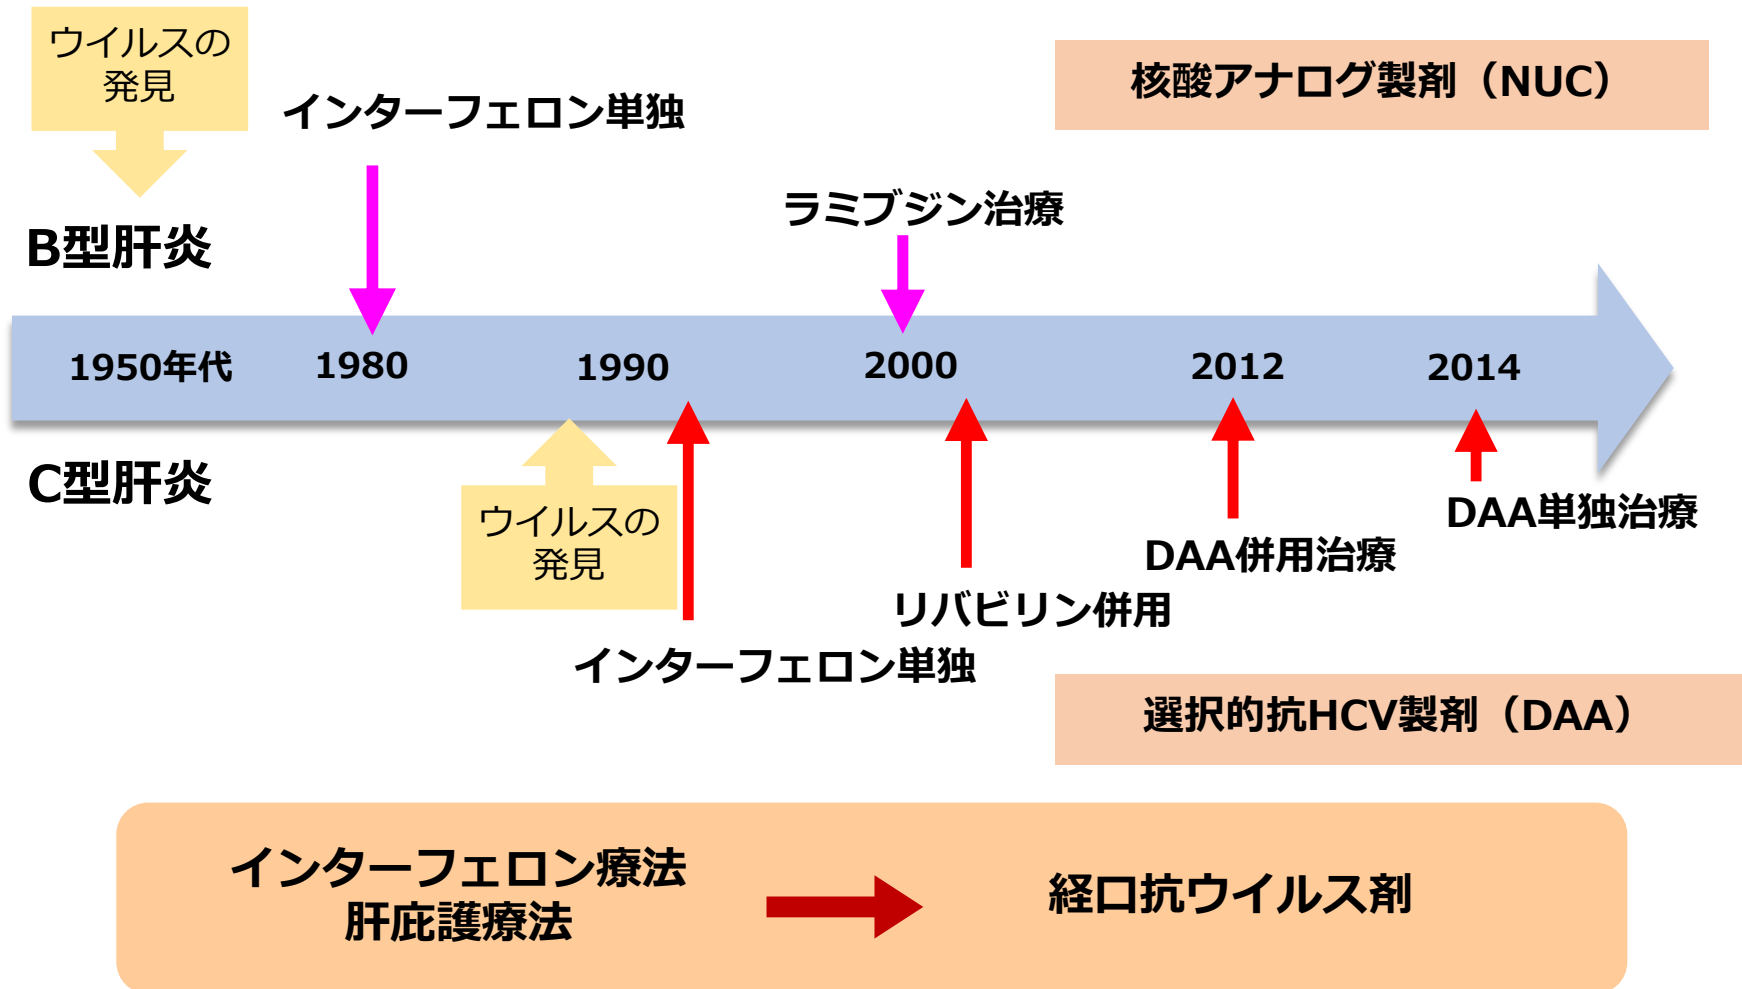 ウイルスの
発見
インターフェロン単独
核酸アナログ製剤（NUC）
ラミブジン治療
B型肝炎
1950年代
1980
1990
2000
2012
2014
C型肝炎
ウイルスの
発見
インターフェロン単独
リバビリン併用
DAA併用治療
DAA単独治療
選択的抗HCV製剤（DAA）
インターフェロン療法
肝庇護療法
経口抗ウイルス剤